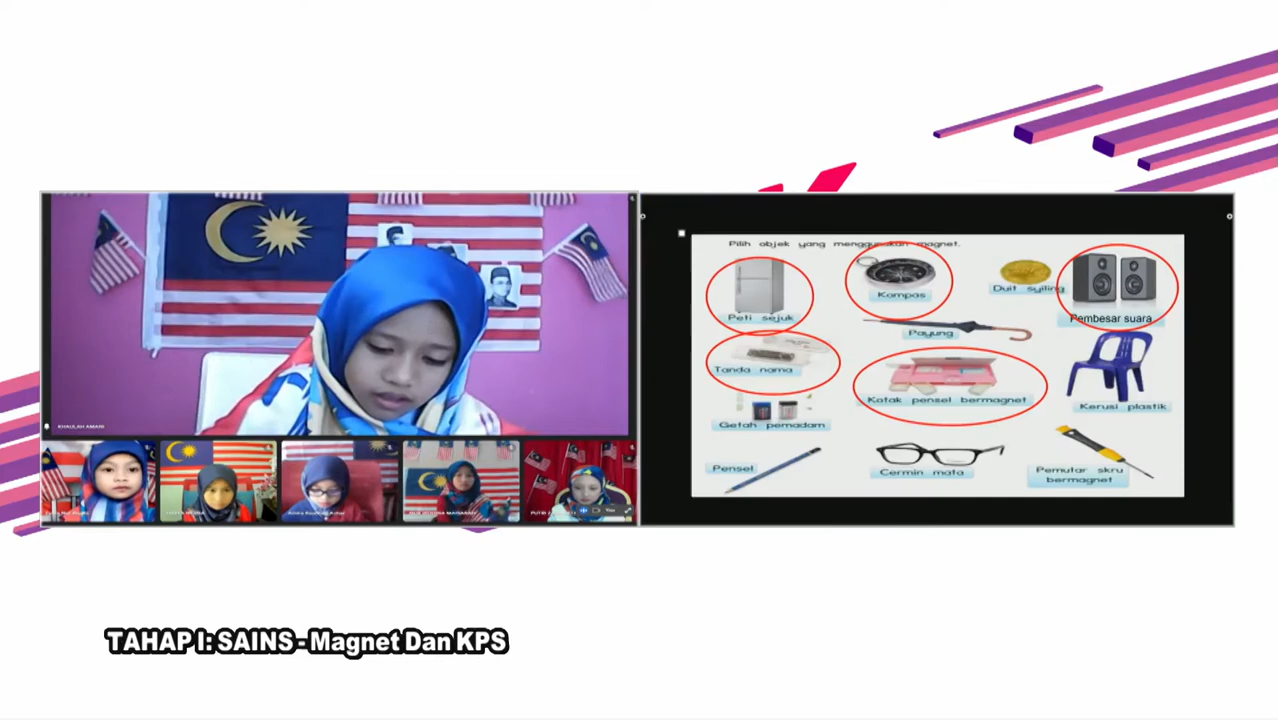 Pilih objek yang menggunakan magnet.
Peti sejuk
Kompas
Duit syiling
Pembesar suara
Payung
Tanda nama
Kotak pensel bermagnet
Kerusi plastik
Getah pemadam
Pensel
Cermin mata
Pemutar skru
bermagnet
KHAULAH AMANI
You
TAHAP I: SAINS - Magnet Dan KPS